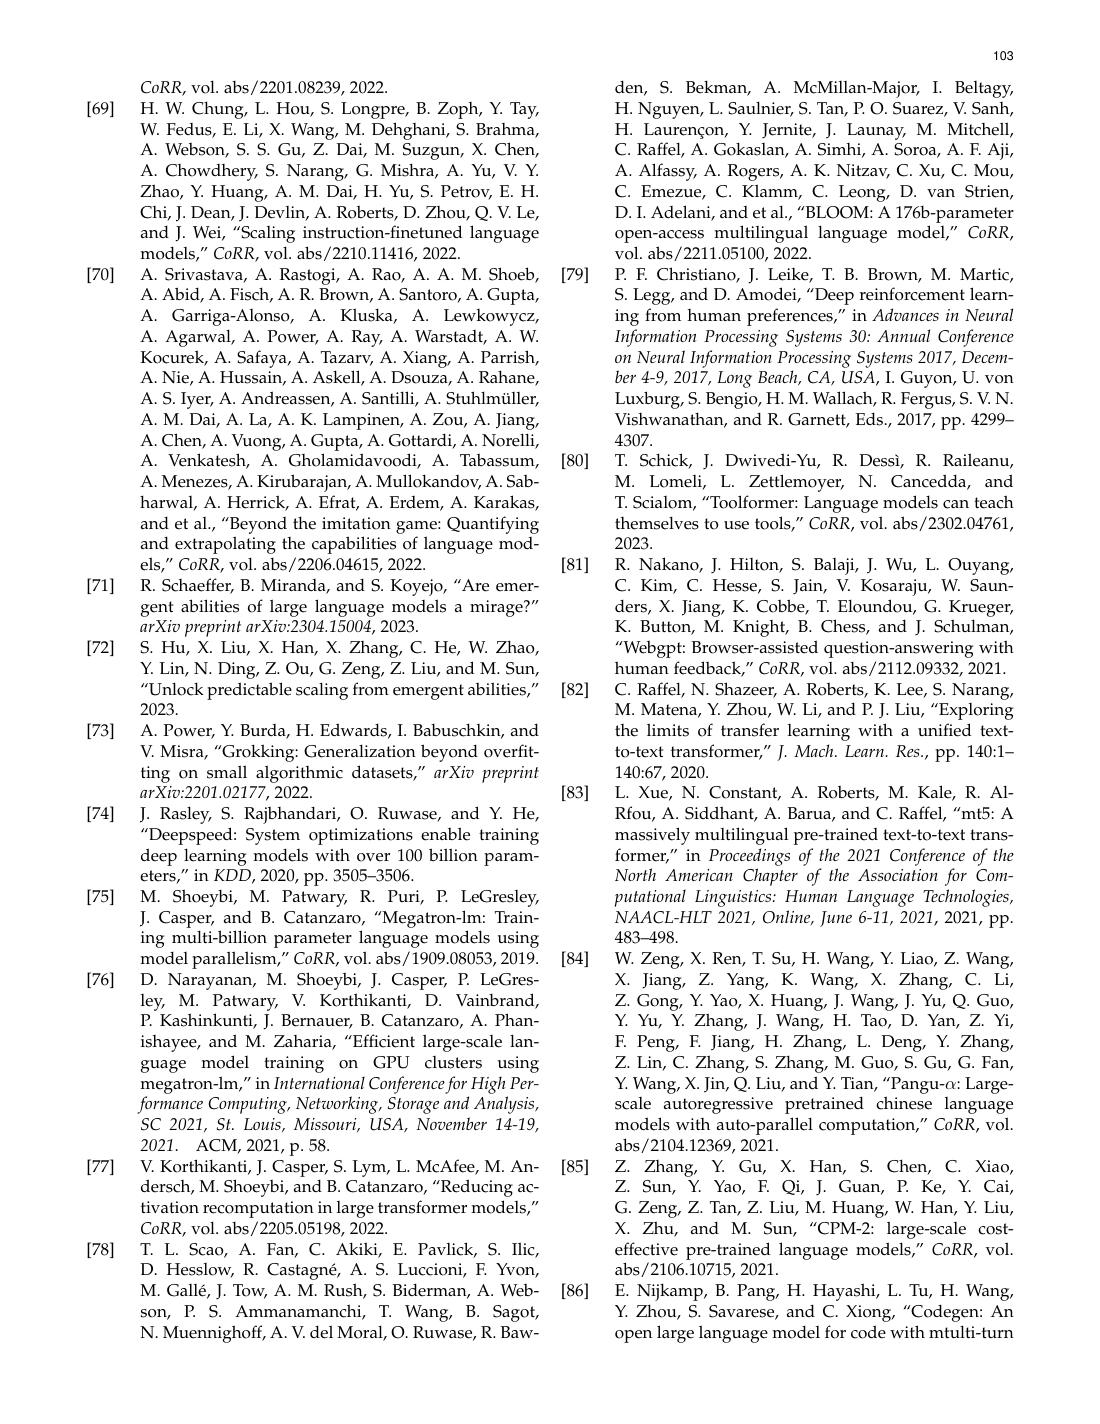 103
CoRR, vol. abs/2201.08239, 2022.
[69] H. W. Chung, L. Hou, S. Longpre, B. Zoph, Y. Tay,
W. Fedus, E. Li, X. Wang, M. Dehghani, S. Brahma,
A. Webson, S. S. Gu, Z. Dai, M. Suzgun, X. Chen,
A. Chowdhery, S. Narang, G. Mishra, A. Yu, V. Y.
Zhao, Y. Huang, A. M. Dai, H. Yu, S. Petrov, E. H.
Chi, J. Dean, J. Devlin, A. Roberts, D. Zhou, Q. V. Le,
and J. Wei, “Scaling instruction-finetuned language
models,” CoRR, vol. abs/2210.11416, 2022.
[70] A. Srivastava, A. Rastogi, A. Rao, A. A. M. Shoeb,
A. Abid, A. Fisch, A. R. Brown, A. Santoro, A. Gupta,
A. Garriga-Alonso, A. Kluska, A. Lewkowycz,
A. Agarwal, A. Power, A. Ray, A. Warstadt, A. W.
Kocurek, A. Safaya, A. Tazarv, A. Xiang, A. Parrish,
A. Nie, A. Hussain, A. Askell, A. Dsouza, A. Rahane,
A. S. Iyer, A. Andreassen, A. Santilli, A. Stuhlmüller,
A. M. Dai, A. La, A. K. Lampinen, A. Zou, A. Jiang,
A. Chen, A. Vuong, A. Gupta, A. Gottardi, A. Norelli,
A. Venkatesh, A. Gholamidavoodi, A. Tabassum,
A. Menezes, A. Kirubarajan, A. Mullokandov, A. Sab-
harwal, A. Herrick, A. Efrat, A. Erdem, A. Karakas,
and et al., “Beyond the imitation game: Quantifying
and extrapolating the capabilities of language mod-
els,” CoRR, vol. abs/2206.04615, 2022.
[71] R. Schaeffer, B. Miranda, and S. Koyejo, “Are emer-
gent abilities of large language models a mirage?”
arXiv preprint arXiv:2304.15004, 2023.
[72] S. Hu, X. Liu, X. Han, X. Zhang, C. He, W. Zhao,
Y. Lin, N. Ding, Z. Ou, G. Zeng, Z. Liu, and M. Sun,
“Unlock predictable scaling from emergent abilities,”
2023.
[73] A. Power, Y. Burda, H. Edwards, I. Babuschkin, and
V. Misra, “Grokking: Generalization beyond overfit-
ting on small algorithmic datasets,” arXiv preprint
arXiv:2201.02177, 2022.
[74] J. Rasley, S. Rajbhandari, O. Ruwase, and Y. He,
“Deepspeed: System optimizations enable training
deep learning models with over 100 billion param-
eters,” in KDD, 2020, pp. 3505–3506.
[75] M. Shoeybi, M. Patwary, R. Puri, P. LeGresley,
J. Casper, and B. Catanzaro, “Megatron-lm: Train-
ing multi-billion parameter language models using
model parallelism,” CoRR, vol. abs/1909.08053, 2019.
[76] D. Narayanan, M. Shoeybi, J. Casper, P. LeGres-
ley, M. Patwary, V. Korthikanti, D. Vainbrand,
P. Kashinkunti, J. Bernauer, B. Catanzaro, A. Phan-
ishayee, and M. Zaharia, “Efficient large-scale lan-
guage model training on GPU clusters using
megatron-lm,” in International Conference for High Per-
formance Computing, Networking, Storage and Analysis,
SC 2021, St. Louis, Missouri, USA, November 14-19,
2021. ACM, 2021, p. 58.
[77] V. Korthikanti, J. Casper, S. Lym, L. McAfee, M. An-
dersch, M. Shoeybi, and B. Catanzaro, “Reducing ac-
tivation recomputation in large transformer models,”
CoRR, vol. abs/2205.05198, 2022.
[78] T. L. Scao, A. Fan, C. Akiki, E. Pavlick, S. Ilic,
D. Hesslow, R. Castagné, A. S. Luccioni, F. Yvon,
M. Gallé, J. Tow, A. M. Rush, S. Biderman, A. Web-
son, P. S. Ammanamanchi, T. Wang, B. Sagot,
N. Muennighoff, A. V. del Moral, O. Ruwase, R. Baw-
den, S. Bekman, A. McMillan-Major, I. Beltagy,
H. Nguyen, L. Saulnier, S. Tan, P. O. Suarez, V. Sanh,
H. Laurençon, Y. Jernite, J. Launay, M. Mitchell,
C. Raffel, A. Gokaslan, A. Simhi, A. Soroa, A. F. Aji,
A. Alfassy, A. Rogers, A. K. Nitzav, C. Xu, C. Mou,
C. Emezue, C. Klamm, C. Leong, D. van Strien,
D. I. Adelani, and et al., “BLOOM: A 176b-parameter
open-access multilingual language model,” CoRR,
vol. abs/2211.05100, 2022.
[79] P. F. Christiano, J. Leike, T. B. Brown, M. Martic,
S. Legg, and D. Amodei, “Deep reinforcement learn-
ing from human preferences,” in Advances in Neural
Information Processing Systems 30: Annual Conference
on Neural Information Processing Systems 2017, Decem-
ber 4-9, 2017, Long Beach, CA, USA, I. Guyon, U. von
Luxburg, S. Bengio, H. M. Wallach, R. Fergus, S. V. N.
Vishwanathan, and R. Garnett, Eds., 2017, pp. 4299–
4307.
[80] T. Schick, J. Dwivedi-Yu, R. Dessì, R. Raileanu,
M. Lomeli, L. Zettlemoyer, N. Cancedda, and
T. Scialom, “Toolformer: Language models can teach
themselves to use tools,” CoRR, vol. abs/2302.04761,
2023.
[81] R. Nakano, J. Hilton, S. Balaji, J. Wu, L. Ouyang,
C. Kim, C. Hesse, S. Jain, V. Kosaraju, W. Saun-
ders, X. Jiang, K. Cobbe, T. Eloundou, G. Krueger,
K. Button, M. Knight, B. Chess, and J. Schulman,
“Webgpt: Browser-assisted question-answering with
human feedback,” CoRR, vol. abs/2112.09332, 2021.
[82] C. Raffel, N. Shazeer, A. Roberts, K. Lee, S. Narang,
M. Matena, Y. Zhou, W. Li, and P. J. Liu, “Exploring
the limits of transfer learning with a unified text-
to-text transformer,” J. Mach. Learn. Res., pp. 140:1–
140:67, 2020.
[83] L. Xue, N. Constant, A. Roberts, M. Kale, R. Al-
Rfou, A. Siddhant, A. Barua, and C. Raffel, “mt5: A
massively multilingual pre-trained text-to-text trans-
former,” in Proceedings of the 2021 Conference of the
North American Chapter of the Association for Com-
putational Linguistics: Human Language Technologies,
NAACL-HLT 2021, Online, June 6-11, 2021, 2021, pp.
483–498.
[84] W. Zeng, X. Ren, T. Su, H. Wang, Y. Liao, Z. Wang,
X. Jiang, Z. Yang, K. Wang, X. Zhang, C. Li,
Z. Gong, Y. Yao, X. Huang, J. Wang, J. Yu, Q. Guo,
Y. Yu, Y. Zhang, J. Wang, H. Tao, D. Yan, Z. Yi,
F. Peng, F. Jiang, H. Zhang, L. Deng, Y. Zhang,
Z. Lin, C. Zhang, S. Zhang, M. Guo, S. Gu, G. Fan,
Y. Wang, X. Jin, Q. Liu, and Y. Tian, “Pangu-α: Large-
scale autoregressive pretrained chinese language
models with auto-parallel computation,” CoRR, vol.
abs/2104.12369, 2021.
[85] Z. Zhang, Y. Gu, X. Han, S. Chen, C. Xiao,
Z. Sun, Y. Yao, F. Qi, J. Guan, P. Ke, Y. Cai,
G. Zeng, Z. Tan, Z. Liu, M. Huang, W. Han, Y. Liu,
X. Zhu, and M. Sun, “CPM-2: large-scale cost-
effective pre-trained language models,” CoRR, vol.
abs/2106.10715, 2021.
[86] E. Nijkamp, B. Pang, H. Hayashi, L. Tu, H. Wang,
Y. Zhou, S. Savarese, and C. Xiong, “Codegen: An
open large language model for code with mtulti-turn